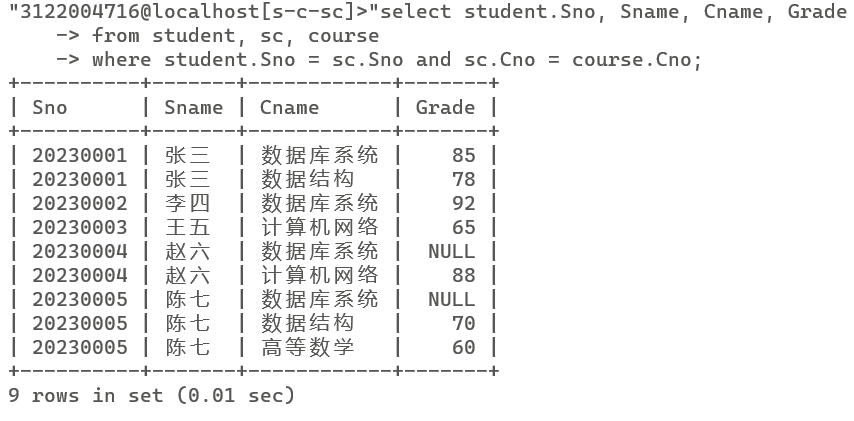 "3122004716@localhost[s-c-sc]>"select student.Sno, Sname, Cname, Grade
    -> from student, sc, course
    -> where student.Sno = sc.Sno and sc.Cno = course.Cno;
+----------+-------+------------+-------+
| Sno      | Sname | Cname      | Grade |
+----------+-------+------------+-------+
| 20230001 | 张三  | 数据库系统 |    85 |
| 20230001 | 张三  | 数据结构   |    78 |
| 20230002 | 李四  | 数据库系统 |    92 |
| 20230003 | 王五  | 计算机网络 |    65 |
| 20230004 | 赵六  | 数据库系统 |  NULL |
| 20230004 | 赵六  | 计算机网络 |    88 |
| 20230005 | 陈七  | 数据库系统 |  NULL |
| 20230005 | 陈七  | 数据结构   |    70 |
| 20230005 | 陈七  | 高等数学   |    60 |
+----------+-------+------------+-------+
9 rows in set (0.01 sec)